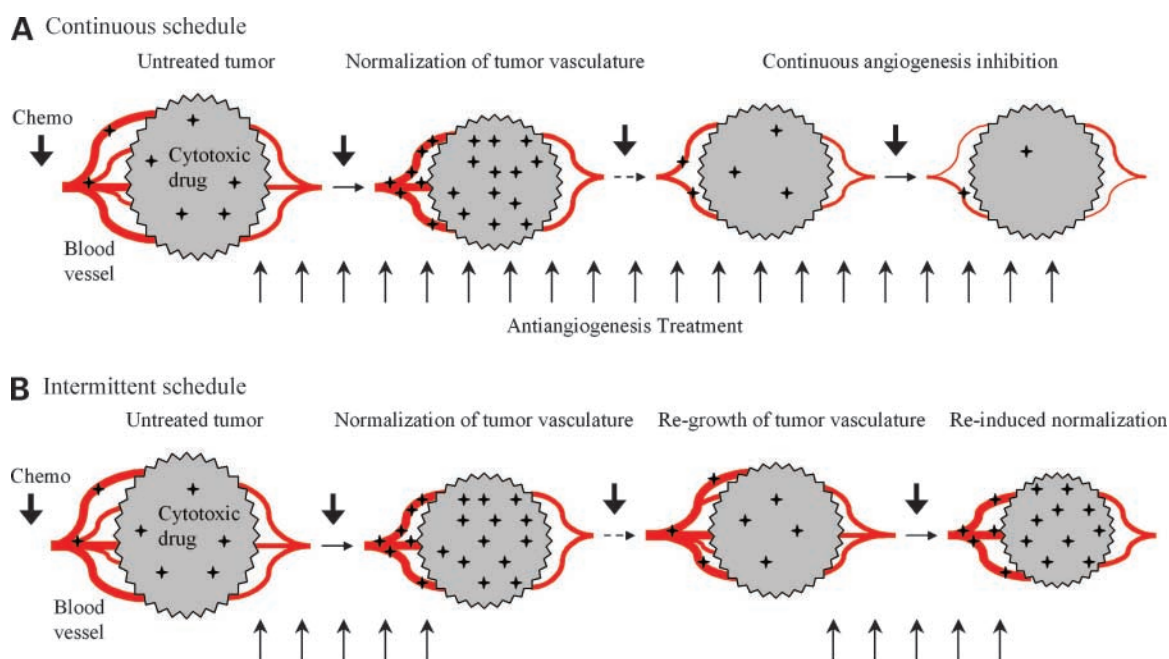 A Continuous schedule
Untreated tumor
Normalization of tumor vasculature
Continuous angiogenesis inhibition
Chemo
Cytotoxic
drug
Blood
vessel
Antiangiogenesis Treatment
B Intermittent schedule
Untreated tumor
Normalization of tumor vasculature
Re-growth of tumor vasculature
Re-induced normalization
Chemo
Cytotoxic
drug
Blood
vessel